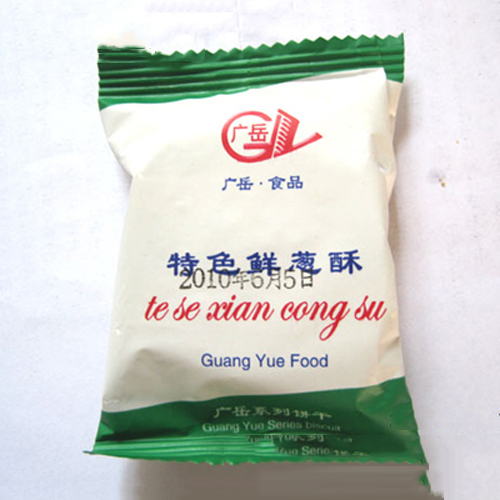 广岳
广岳·食品
特色鲜葱酥
2010年6月5日
te se xian cong su
Guang Yue Food
广岳系列饼干
Guang Yue Series biscuit